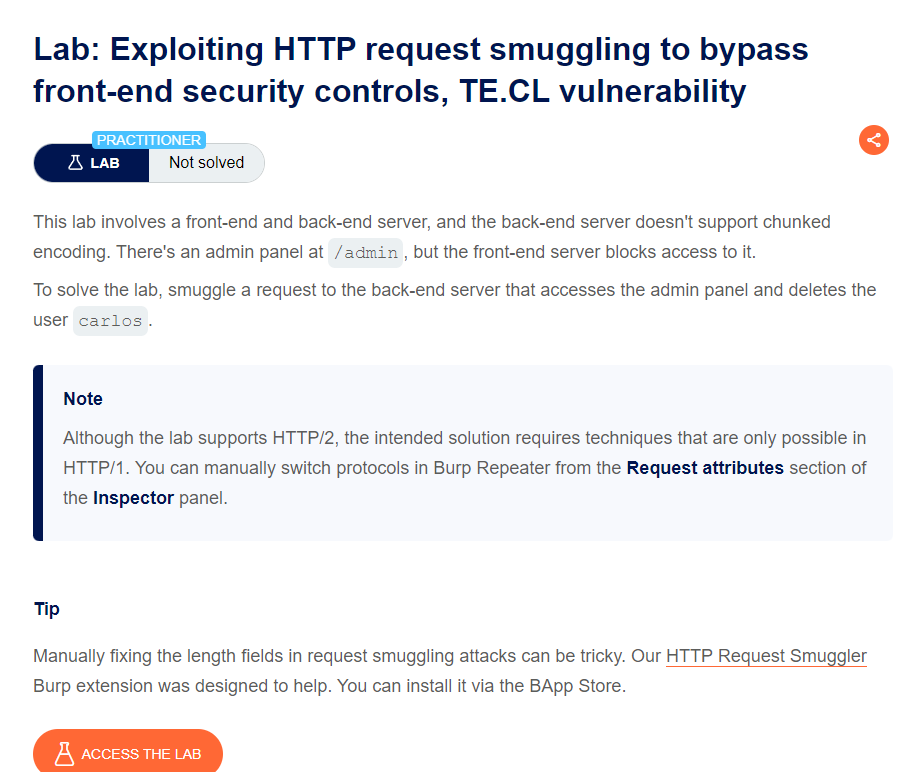 Lab: Exploiting HTTP request smuggling to bypass
front-end security controls, TE.CL vulnerability
PRACTITIONER
LAB
Not solved
This lab involves a front-end and back-end server, and the back-end server doesn't support chunked
encoding. There's an admin panel at /admin, but the front-end server blocks access to it.
To solve the lab, smuggle a request to the back-end server that accesses the admin panel and deletes the
user carlos.
Note
Although the lab supports HTTP/2, the intended solution requires techniques that are only possible in
HTTP/1. You can manually switch protocols in Burp Repeater from the Request attributes section of
the Inspector panel.
Tip
Manually fixing the length fields in request smuggling attacks can be tricky. Our HTTP Request Smuggler
Burp extension was designed to help. You can install it via the BApp Store.
ACCESS THE LAB